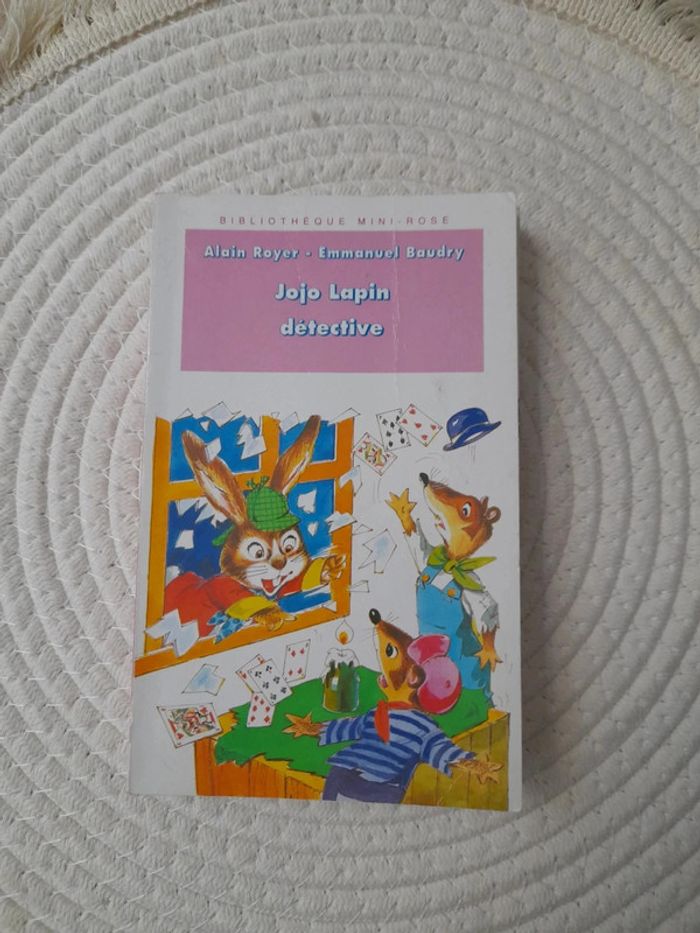 BIBLIOTHÈQUE MINI-ROSE
Alain Royer - Emmanuel Baudry
Jojo Lapin
détective